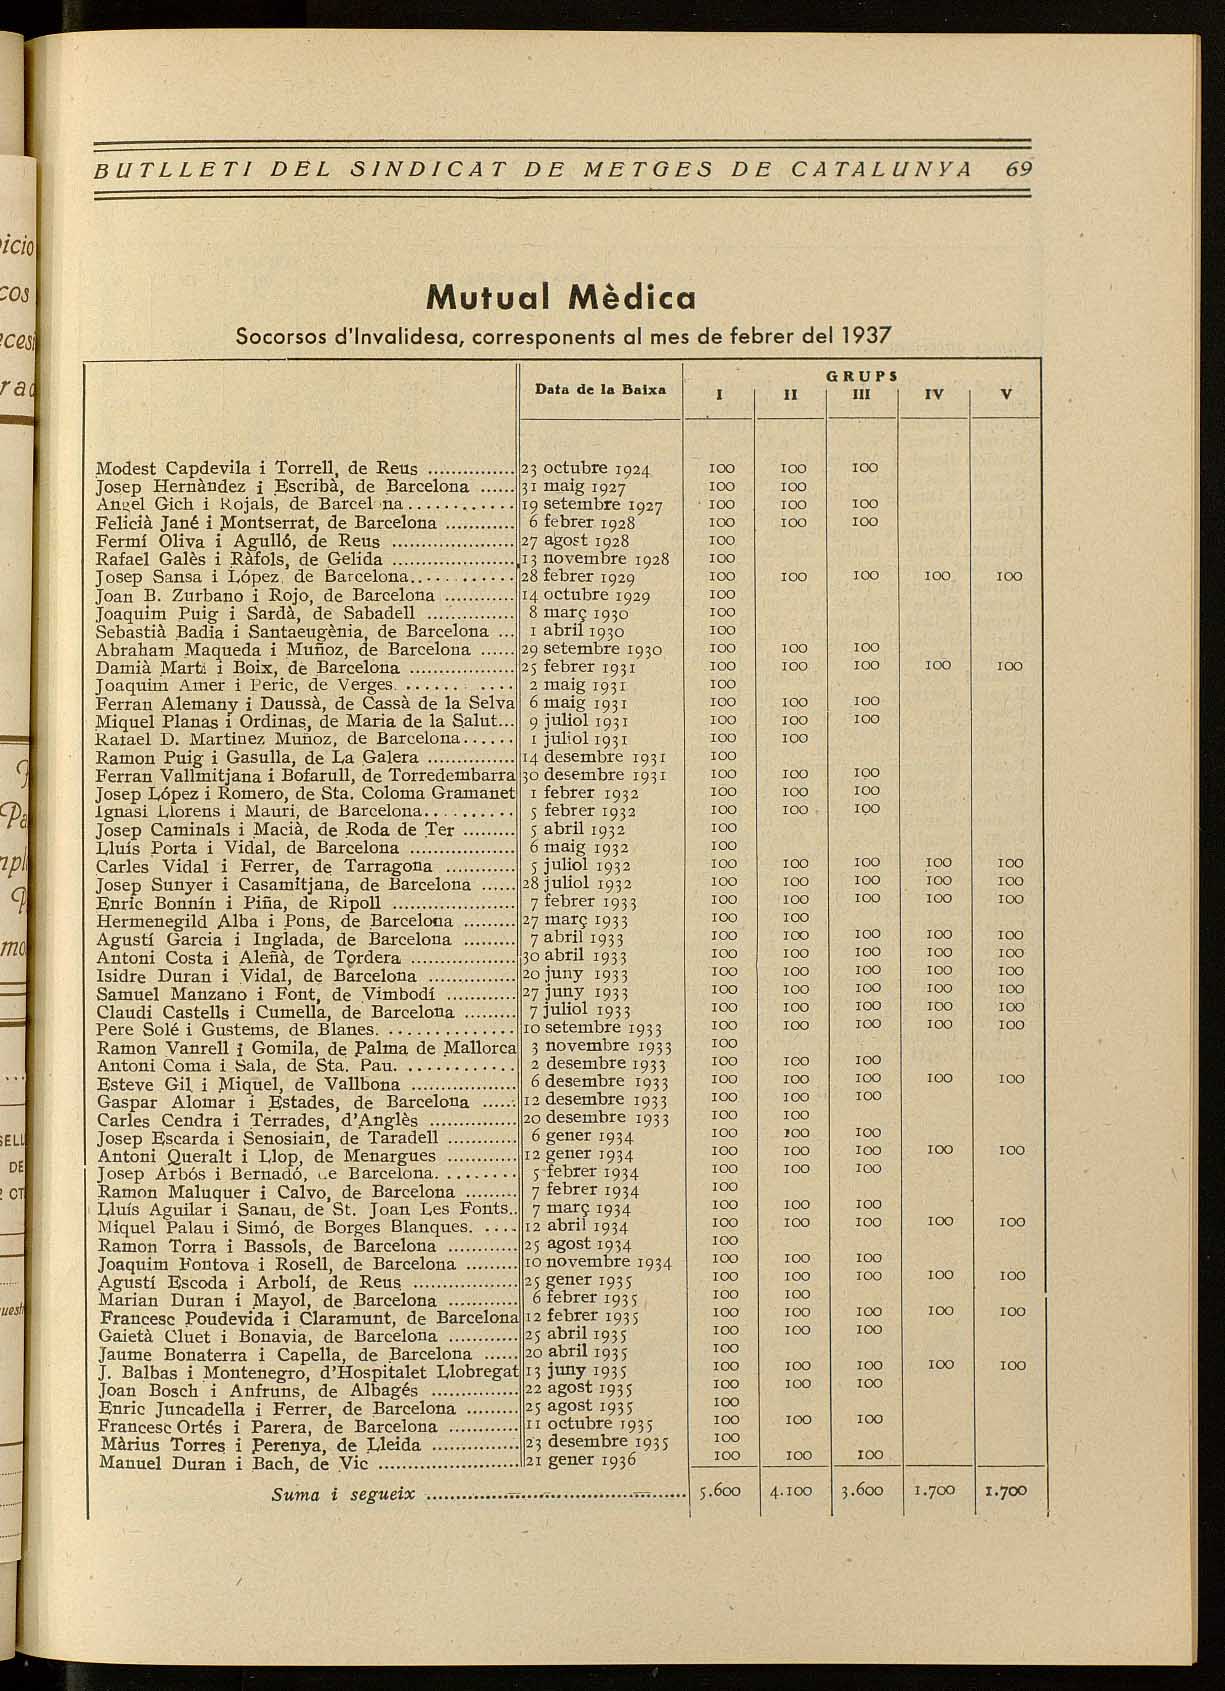 BUTLLETI DEL SINDICAT DE METGES DE CATALUNYA 69
Mutual Mèdica
Socorsos d'Invalidesa, corresponents al mes de febrer del 1937
Data de la Baixa
GRUPS
I II III IV V
Modest Capdevila i Torrell, de Reus ............... 23 octubre 1924 100 100 100
Josep Hernàndez i Escribà, de Barcelona ...... 31 maig 1927 100 100
Angel Gich i Rojals, de Barcel na............. 19 setembre 1927 100 100 100
Felicià Jané i Montserrat, de Barcelona ............ 6 febrer 1928 100 100 100
Fermí Oliva i Agulló, de Reus ..................... 27 agost 1928 100
Rafael Galès i Ràfols, de Gelida ..................... 13 novembre 1928 100
Josep Sansa i López, de Barcelona............... 28 febrer 1929 100 100 100 100 100
Joan B. Zurbano i Rojo, de Barcelona ............ 14 octubre 1929 100
Joaquim Puig i Sardà, de Sabadell ............... 8 març 1930 100
Sebastià Badia i Santaeugènia, de Barcelona ... 1 abril 1930 100
Abraham Maqueda i Muñoz, de Barcelona ...... 29 setembre 1930 100 100 100
Damià Martí i Boix, de Barcelona .................. 25 febrer 1931 100 100 100 100 100
Joaquim Amer i Peric, de Verges. .......... 2 maig 1931 100
Ferran Alemany i Daussà, de Cassà de la Selva 6 maig 1931 100 100 100
Miquel Planas i Ordinas, de Maria de la Salut... 9 juliol 1931 100 100 100
Rafael D. Martinez Muñoz, de Barcelona...... 1 juliol 1931 100 100
Ramon Puig i Gasulla, de La Galera ............... 14 desembre 1931 100
Ferran Vallmitjana i Bofarull, de Torredembarra 30 desembre 1931 100 100 100
Josep López i Romero, de Sta. Coloma Gramanet 1 febrer 1932 100 100 100
Ignasi Llorens i Mauri, de Barcelona.......... 5 febrer 1932 100 100 100
Josep Caminals i Macià, de Roda de Ter ......... 5 abril 1932 100
Lluís Porta i Vidal, de Barcelona .................. 6 maig 1932 100
Carles Vidal i Ferrer, de Tarragona ............ 5 juliol 1932 100 100 100 100 100
Josep Sunyer i Casamitjana, de Barcelona ...... 28 juliol 1932 100 100 100 100 100
Enric Bonnín i Piña, de Ripoll ..................... 7 febrer 1933 100 100 100 100 100
Hermenegild Alba i Pons, de Barcelona ......... 27 març 1933 100 100
Agustí Garcia i Inglada, de Barcelona ......... 7 abril 1933 100 100 100 100 100
Antoni Costa i Aleñà, de Tordera .................. 30 abril 1933 100 100 100 100 100
Isidre Duran i Vidal, de Barcelona ............... 20 juny 1933 100 100 100 100 100
Samuel Manzano i Font, de Vimbodí ............ 27 juny 1933 100 100 100 100 100
Claudi Castells i Cumella, de Barcelona ......... 7 juliol 1933 100 100 100 100 100
Pere Solé i Gustems, de Blanes. .............. 10 setembre 1933 100 100 100 100 100
Ramon Vanrell i Gomila, de Palma de Mallorca 3 novembre 1933 100
Antoni Coma i Sala, de Sta. Pau. ............ 2 desembre 1933 100 100 100
Esteve Gil i Miquel, de Vallbona .................. 6 desembre 1933 100 100 100 100 100
Gaspar Alomar i Estades, de Barcelona ...... 12 desembre 1933 100 100 100
Carles Cendra i Terrades, d'Anglès ............... 20 desembre 1933 100 100
Josep Escarda i Senosiain, de Taradell ........... 6 gener 1934 100 100 100
Antoni Queralt i Llop, de Menargues ............ 12 gener 1934 100 100 100 100 100
Josep Arbós i Bernadó, .e Barcelona......... 5 febrer 1934 100 100 100
Ramon Maluquer i Calvo, de Barcelona ......... 7 febrer 1934 100
Lluís Aguilar i Sanau, de St. Joan Les Fonts.. 7 març 1934 100 100 100
Miquel Palau i Simó, de Borges Blanques. .... 12 abril 1934 100 100 100 100 100
Ramon Torra i Bassols, de Barcelona ............ 25 agost 1934 100
Joaquim Fontova i Rosell, de Barcelona ......... 10 novembre 1934 100 100 100
Agustí Escoda i Arbolí, de Reus .................. 25 gener 1935 100 100 100 100 100
Marian Duran i Mayol, de Barcelona ............ 6 febrer 1935 100 100
Francesc Poudevida i Claramunt, de Barcelona 12 febrer 1935 100 100 100 100 100
Gaietà Cluet i Bonavia, de Barcelona ............ 25 abril 1935 100 100 100
Jaume Bonaterra i Capella, de Barcelona ...... 20 abril 1935 100
J. Balbas i Montenegro, d'Hospitalet Llobregat 13 juny 1935 100 100 100 100 100
Joan Bosch i Anfruns, de Albagés ............... 22 agost 1935 100 100 100
Enric Juncadella i Ferrer, de Barcelona ......... 25 agost 1935 100
Francesc Ortés i Parera, de Barcelona ............ 11 octubre 1935 100 100 100
Màrius Torres i Perenya, de Lleida ............... 23 desembre 1935 100
Manuel Duran i Bach, de Vic ........................ 21 gener 1936 100 100 100
Suma i segueix ............................................ 5.600 4.100 3.600 1.700 1.700